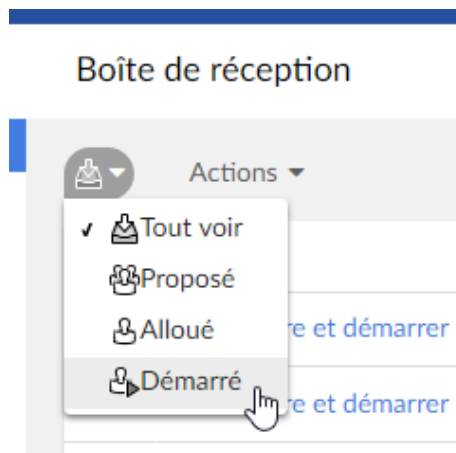 Boîte de réception
Actions
Tout voir
Proposé
Alloué
re et démarrer
Démarré
re et démarrer